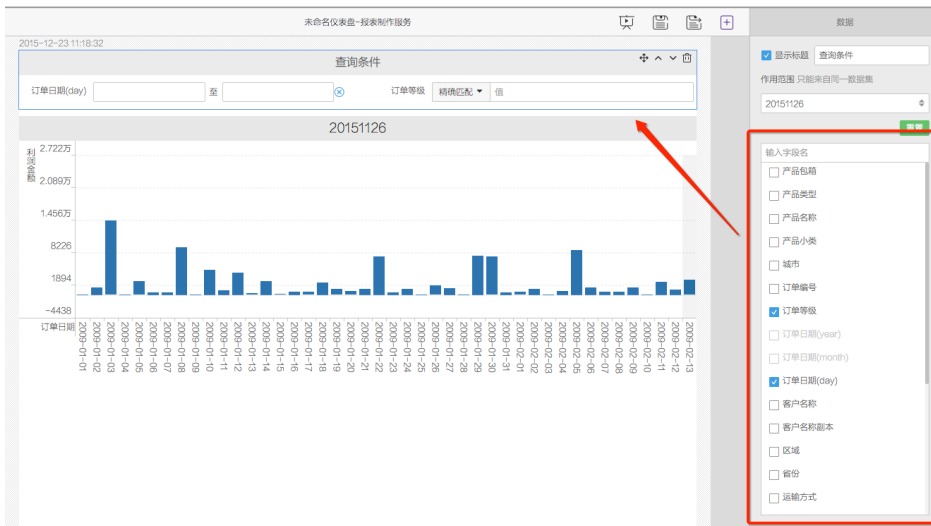 未命名仪表盘-报表制作服务
数据
2015-12-23 11:18:32
查询条件
订单日期(day)
至
订单等级
精确匹配
值
20151126
利润金额
2.722万
2.089万
1.456万
8226
1894
-4438
订单日期
2009-01-01
2009-01-02
2009-01-03
2009-01-04
2009-01-05
2009-01-06
2009-01-07
2009-01-08
2009-01-09
2009-01-10
2009-01-11
2009-01-12
2009-01-13
2009-01-14
2009-01-15
2009-01-16
2009-01-17
2009-01-18
2009-01-19
2009-01-20
2009-01-21
2009-01-22
2009-01-23
2009-01-24
2009-01-25
2009-01-26
2009-01-27
2009-01-28
2009-01-29
2009-01-30
2009-01-31
2009-02-01
2009-02-02
2009-02-03
2009-02-04
2009-02-05
2009-02-06
2009-02-07
2009-02-08
2009-02-09
2009-02-10
2009-02-11
2009-02-12
2009-02-13
显示标题
查询条件
作用范围 只能来自同一数据集
20151126
输入字段名
产品包箱
产品类型
产品名称
产品小类
城市
订单编号
订单等级
订单日期(year)
订单日期(month)
订单日期(day)
客户名称
客户名称副本
区域
省份
运输方式